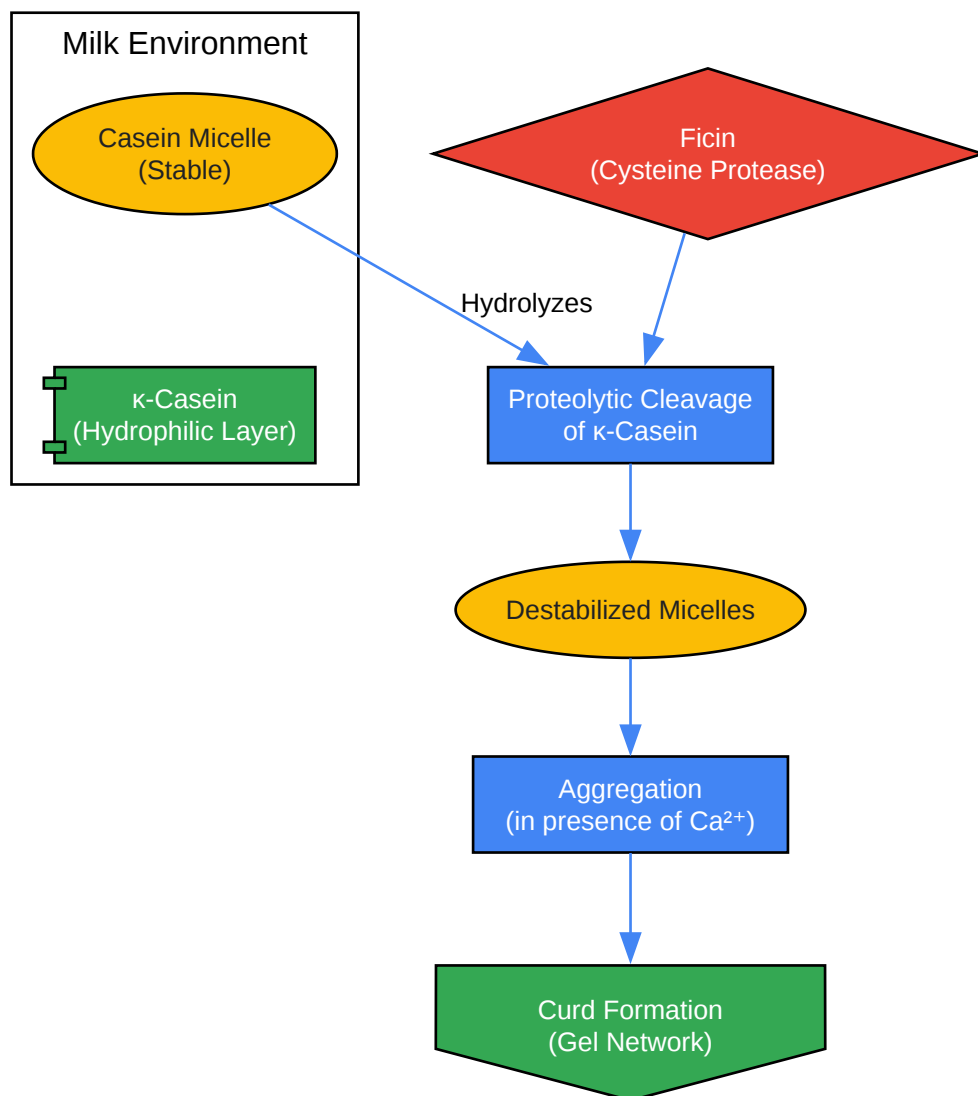 Milk Environment
Casein Micelle
(Stable)
Ficin
(Cysteine Protease)
Hydrolyzes
κ-Casein
(Hydrophilic Layer)
Proteolytic Cleavage
of κ-Casein
Destabilized Micelles
Aggregation
(in presence of Ca²⁺)
Curd Formation
(Gel Network)